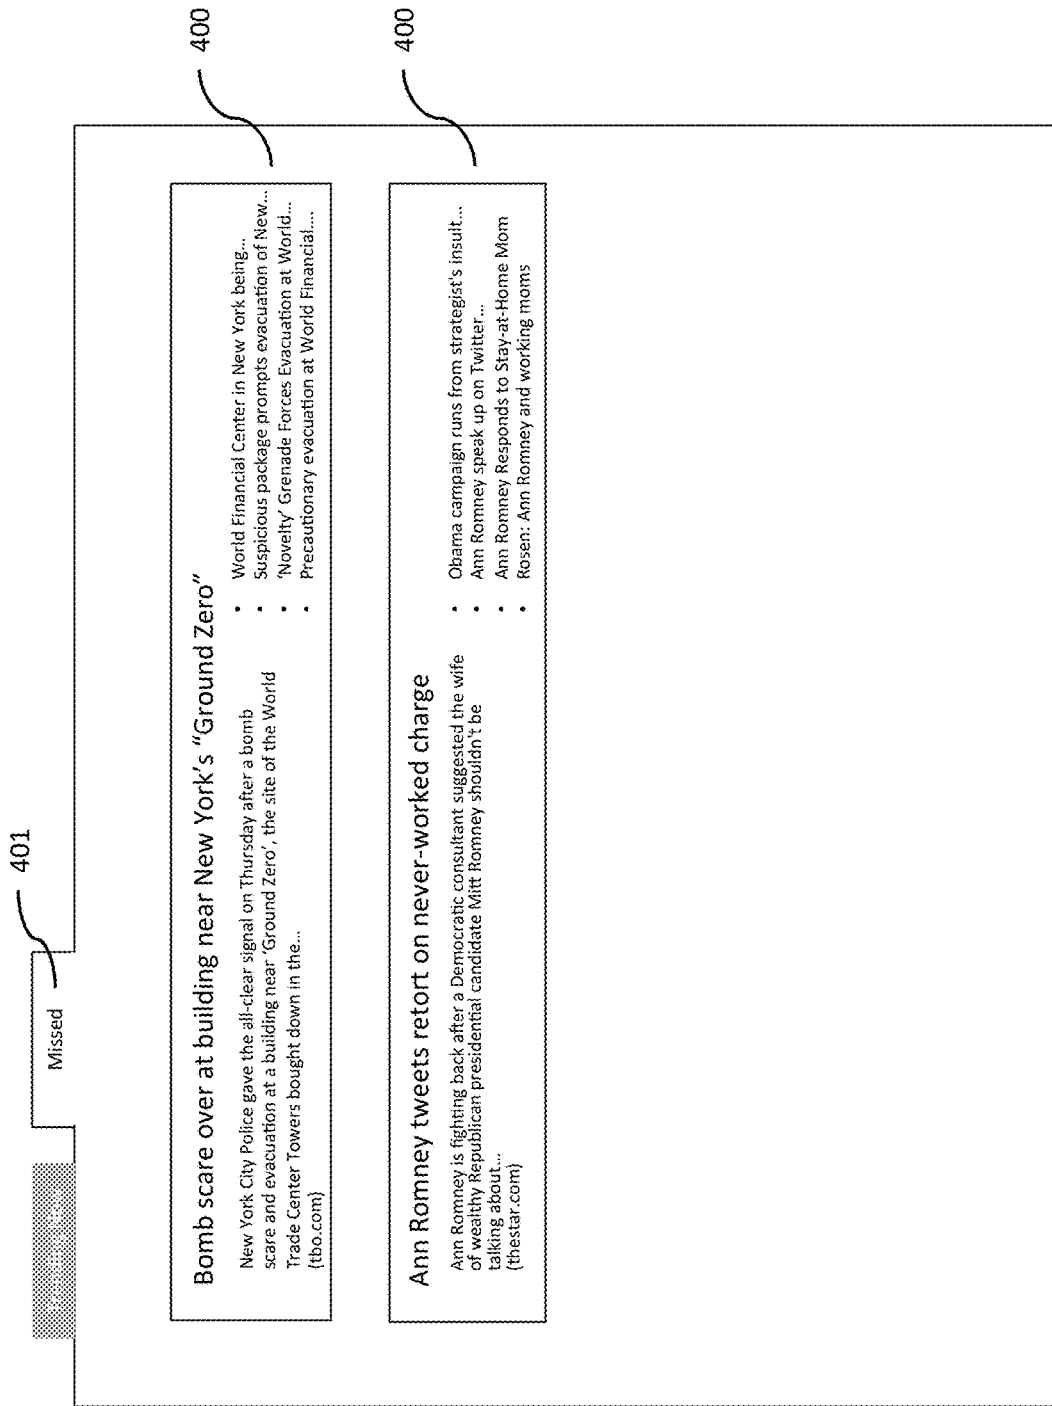 401
Missed
400
Bomb scare over at building near New York's "Ground Zero"
New York City Police gave the all-clear signal on Thursday after a bomb
scare and evacuation at a building near 'Ground Zero', the site of the World
Trade Center Towers bought down in the...
(tbo.com)
• World Financial Center in New York being...
• Suspicious package prompts evacuation of New...
• 'Novelty' Grenade Forces Evacuation at World...
• Precautionary evacuation at World Financial....
400
Ann Romney tweets retort on never-worked charge
Ann Romney is fighting back after a Democratic consultant suggested the wife
of wealthy Republican presidential candidate Mitt Romney shouldn't be
talking about...
(thestar.com)
• Obama campaign runs from strategist's insult...
• Ann Romney speak up on Twitter...
• Ann Romney Responds to Stay-at-Home Mom
• Rosen: Ann Romney and working moms